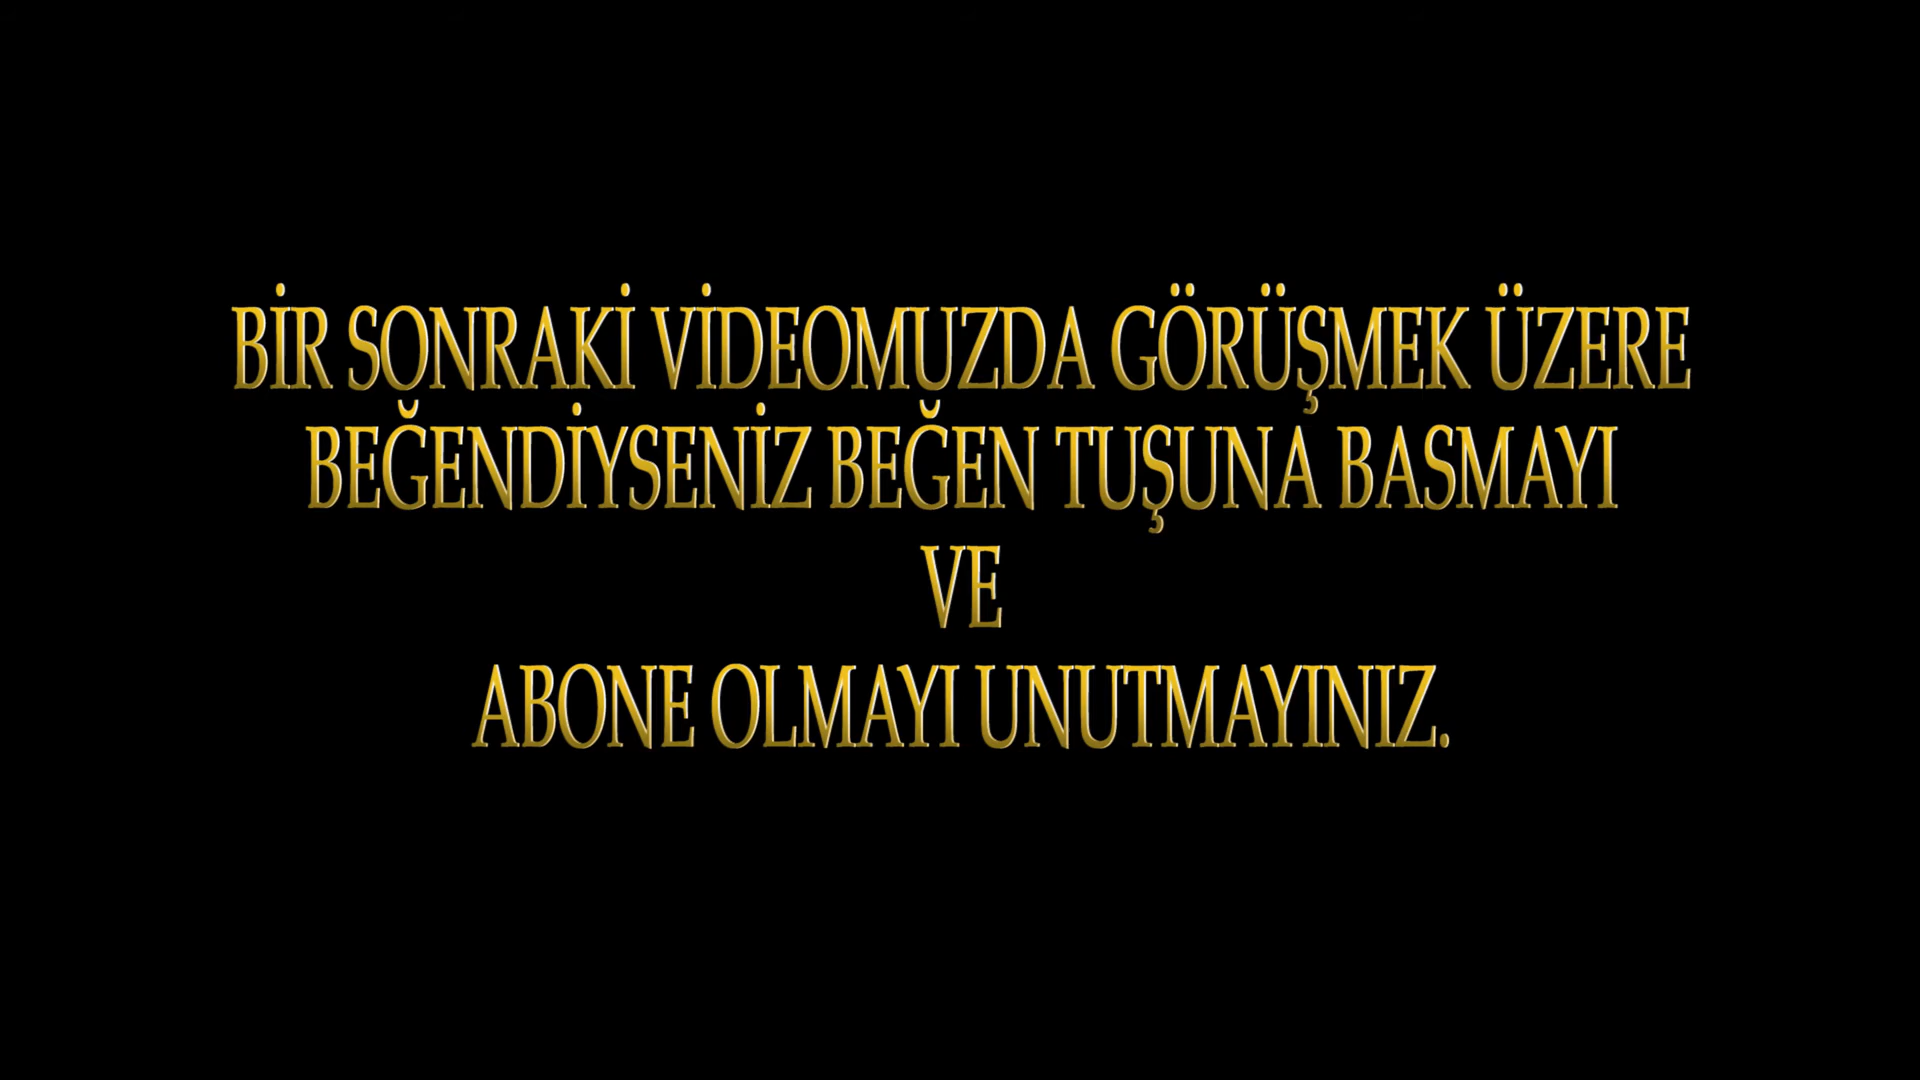 BİR SONRAKİ VİDEOMUZDA GÖRÜŞMEK ÜZERE
BEĞENDİYSENİZ BEĞEN TUŞUNA BASMAYI
VE
ABONE OLMAYI UNUTMAYINIZ.